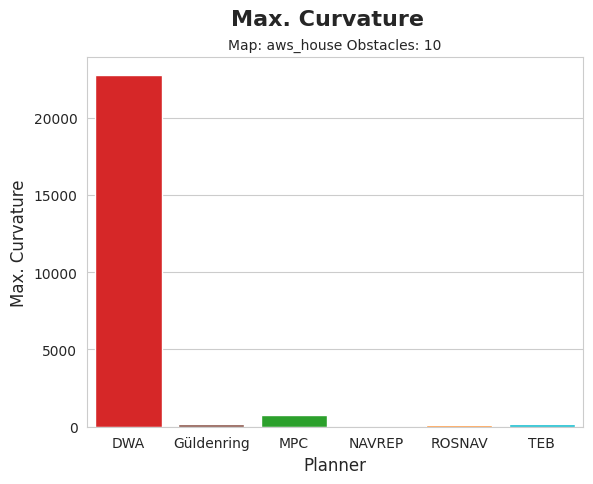 Max. Curvature
Map: aws_house Obstacles: 10
20000
15000
10000
5000
0
Max. Curvature
DWA Güldenring MPC NAVREP ROSNAV TEB
Planner